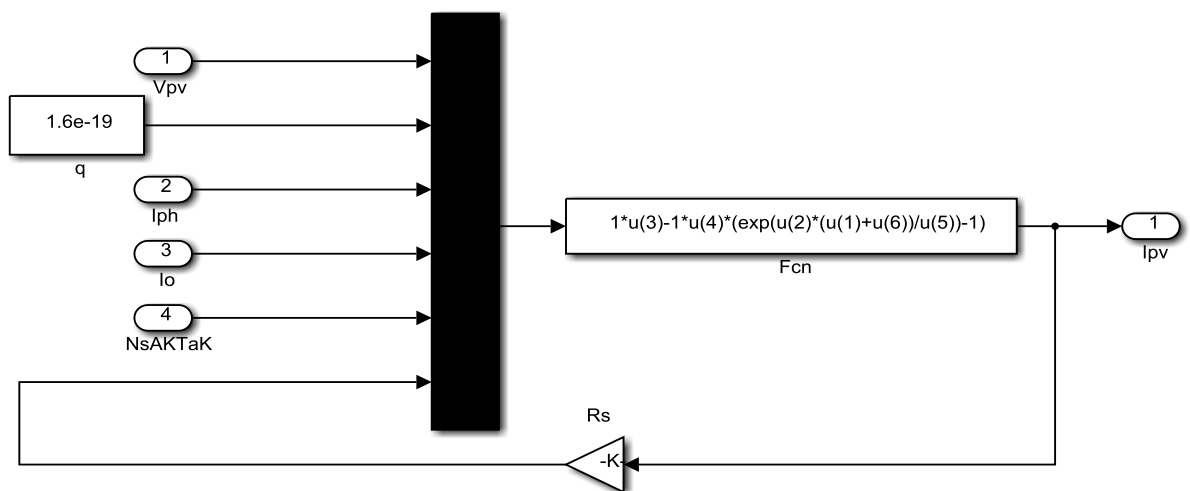 1
Vpv
1.6e-19
q
2
Iph
3
Io
4
NsAKTaK
1*u(3)-1*u(4)*(exp(u(2)*(u(1)+u(6))/u(5))-1)
Fcn
1
Ipv
Rs
-K-